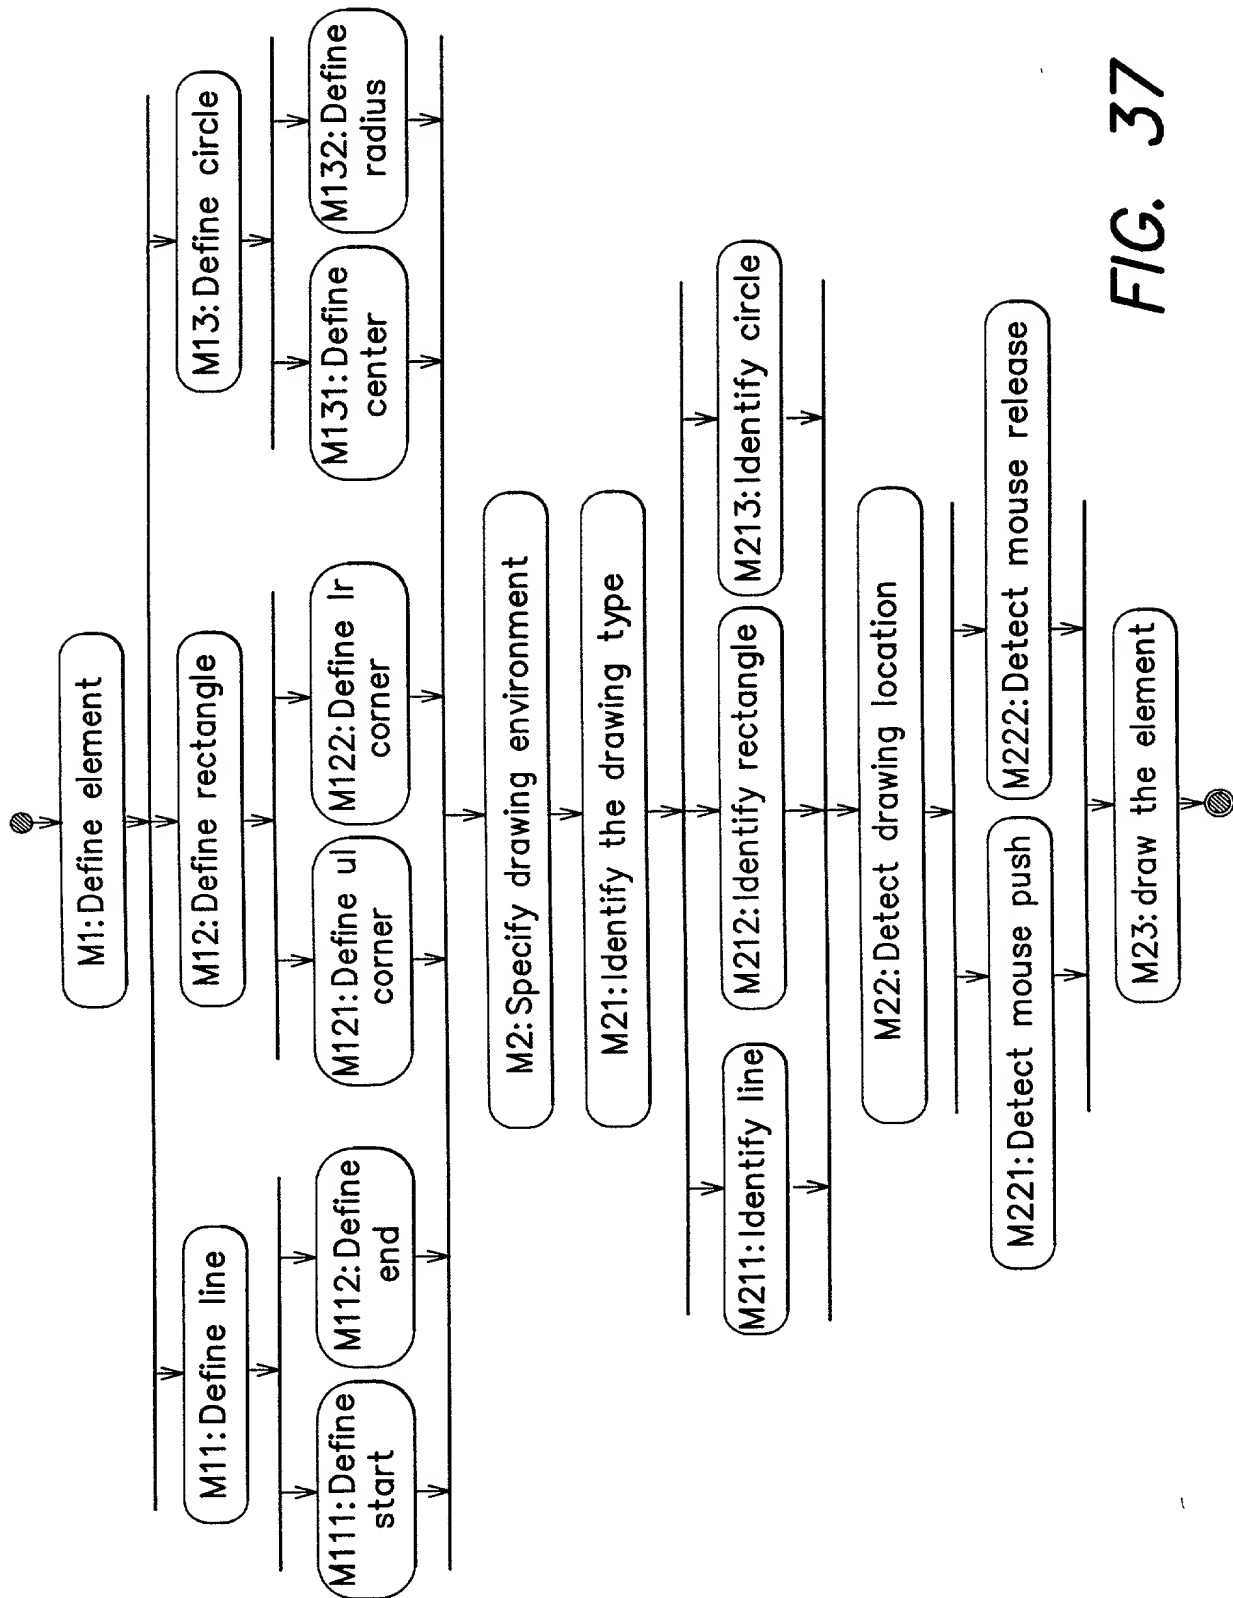 M1:Define element
M11:Define line
M12:Define rectangle
M13:Define circle
M111:Define
start
M112:Define
end
M121:Define ul
corner
M122:Define lr
corner
M131:Define
center
M132:Define
radius
M2:Specify drawing environment
M21:Identify the drawing type
M211:Identify line
M212:Identify rectangle
M213:Identify circle
M22:Detect drawing location
M221:Detect mouse push
M222:Detect mouse release
M23:draw the element
FIG. 37